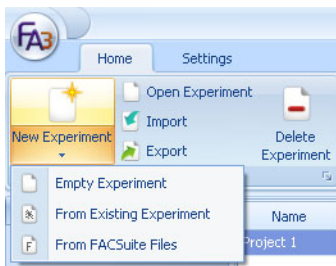 FA3
Home Settings
New Experiment
Open Experiment
Import
Export
Delete
Experiment
Empty Experiment
From Existing Experiment
F From FACSuite Files
Name
Project 1